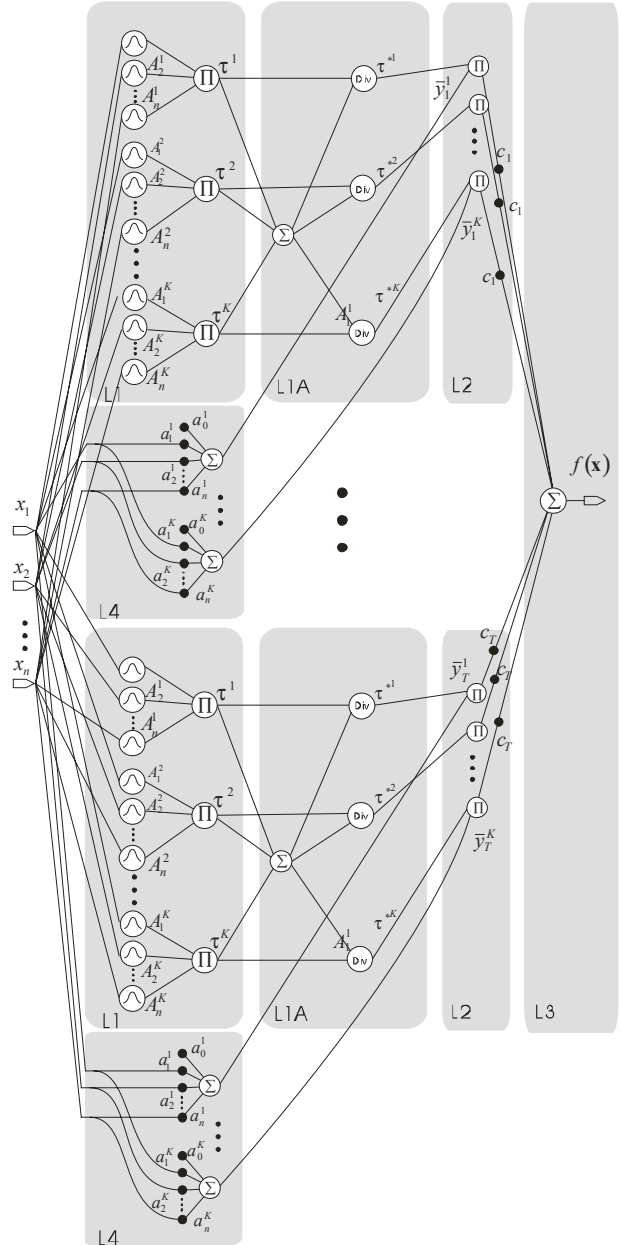 A_2^1
A_n^1
Π
τ^1
Div
τ^{*1}
ȳ_1^1
Π
Π
A_1^2
A_2^2
A_n^2
Π
τ^2
Σ
Div
τ^{*2}
c_1
c_1
c_1
Π
ȳ_1^K
A_1^K
A_2^K
A_n^K
Π
τ^K
A_1^1
Div
τ^{*K}
L1
L1A
L2
a_0^1
a_1^1
a_2^1
a_n^1
Σ
a_0^K
a_1^K
a_2^K
a_n^K
Σ
L4
x_1
x_2
x_n
f(x)
Σ
A_2^1
A_n^1
Π
τ^1
Div
τ^{*1}
ȳ_T^1
Π
Π
c_T
c_T
c_T
A_1^2
A_2^2
A_n^2
Π
τ^2
Σ
Div
τ^{*2}
Π
ȳ_T^K
A_1^K
A_2^K
A_n^K
Π
τ^K
A_1^1
Div
τ^{*K}
L1
L1A
L2
L3
a_0^1
a_1^1
a_2^1
a_n^1
Σ
a_0^K
a_1^K
a_2^K
a_n^K
Σ
L4